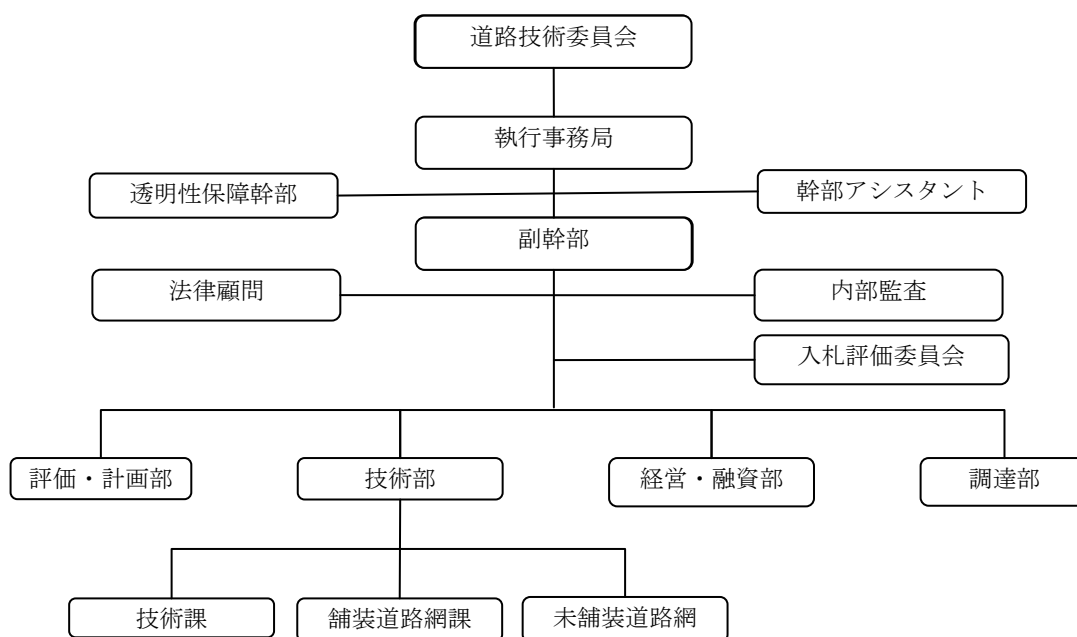 道路技術委員会
執行事務局
透明性保障幹部
幹部アシスタント
副幹部
法律顧問
内部監査
入札評価委員会
評価・計画部
技術部
経営・融資部
調達部
技術課
舗装道路網課
未舗装道路網